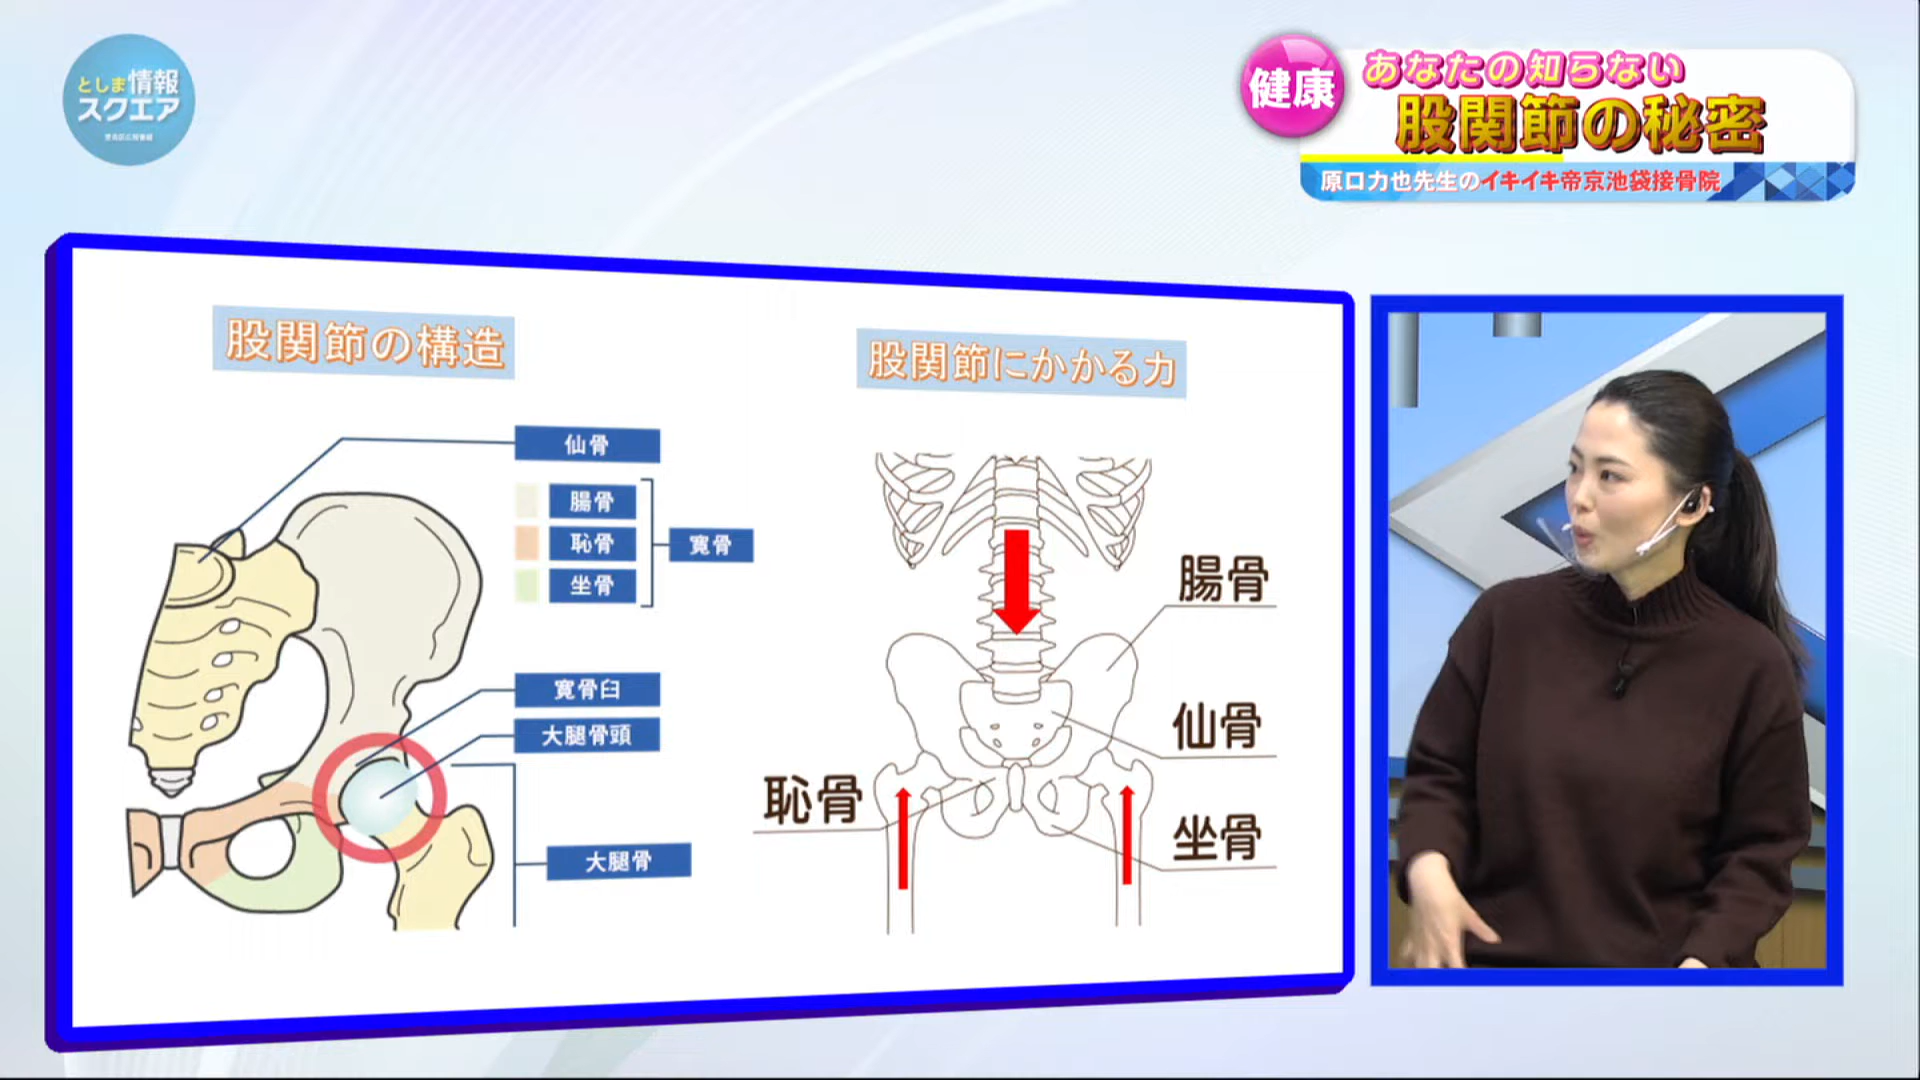 としま情報
スクエア
健康
あなたの知らない
股関節の秘密
原口力也先生のイキイキ帝京池袋接骨院
股関節の構造
仙骨
腸骨
恥骨
坐骨
寛骨
寛骨臼
大腿骨頭
大腿骨
股関節にかかる力
腸骨
仙骨
恥骨
坐骨